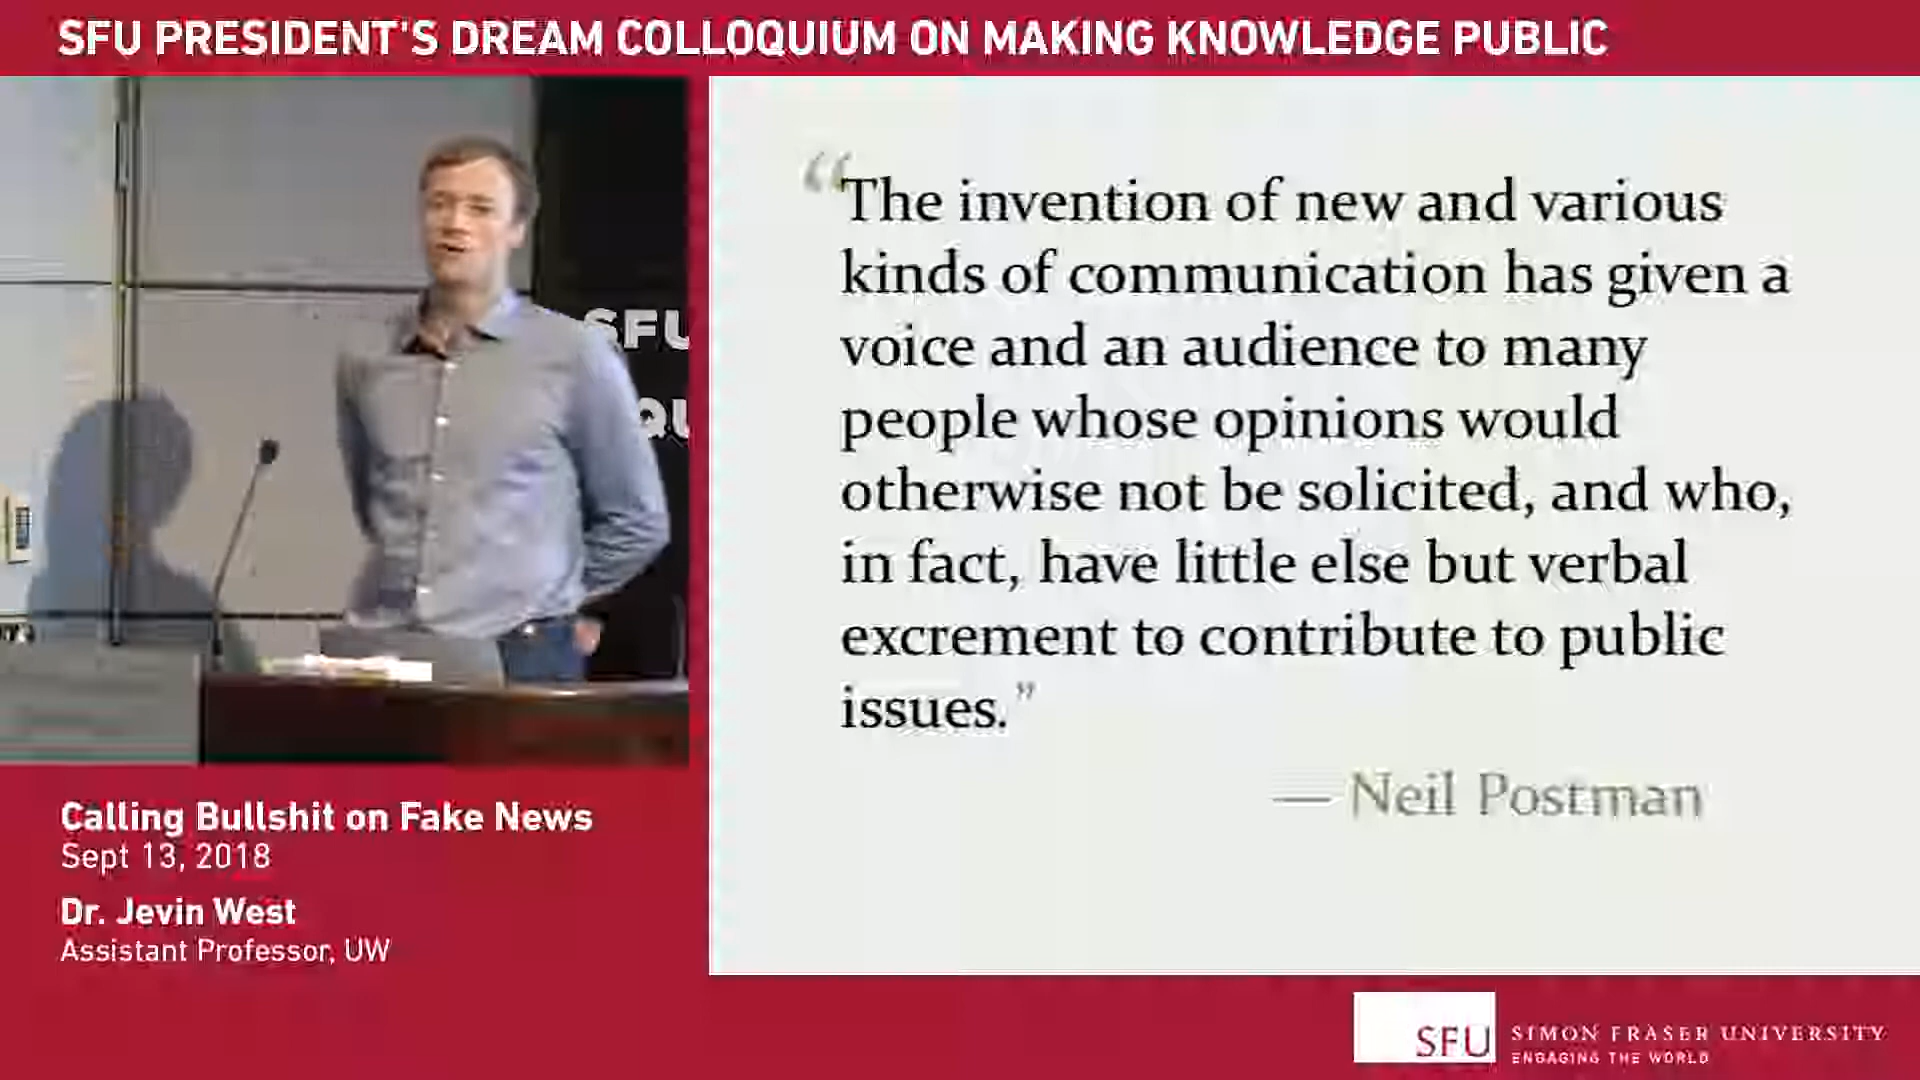 SFU PRESIDENT'S DREAM COLLOQUIUM ON MAKING KNOWLEDGE PUBLIC
SFU
QU
“The invention of new and various
kinds of communication has given a
voice and an audience to many
people whose opinions would
otherwise not be solicited, and who,
in fact, have little else but verbal
excrement to contribute to public
issues.”
— Neil Postman
Calling Bullshit on Fake News
Sept 13, 2018
Dr. Jevin West
Assistant Professor, UW
SFU
SIMON FRASER UNIVERSITY
ENGAGING THE WORLD